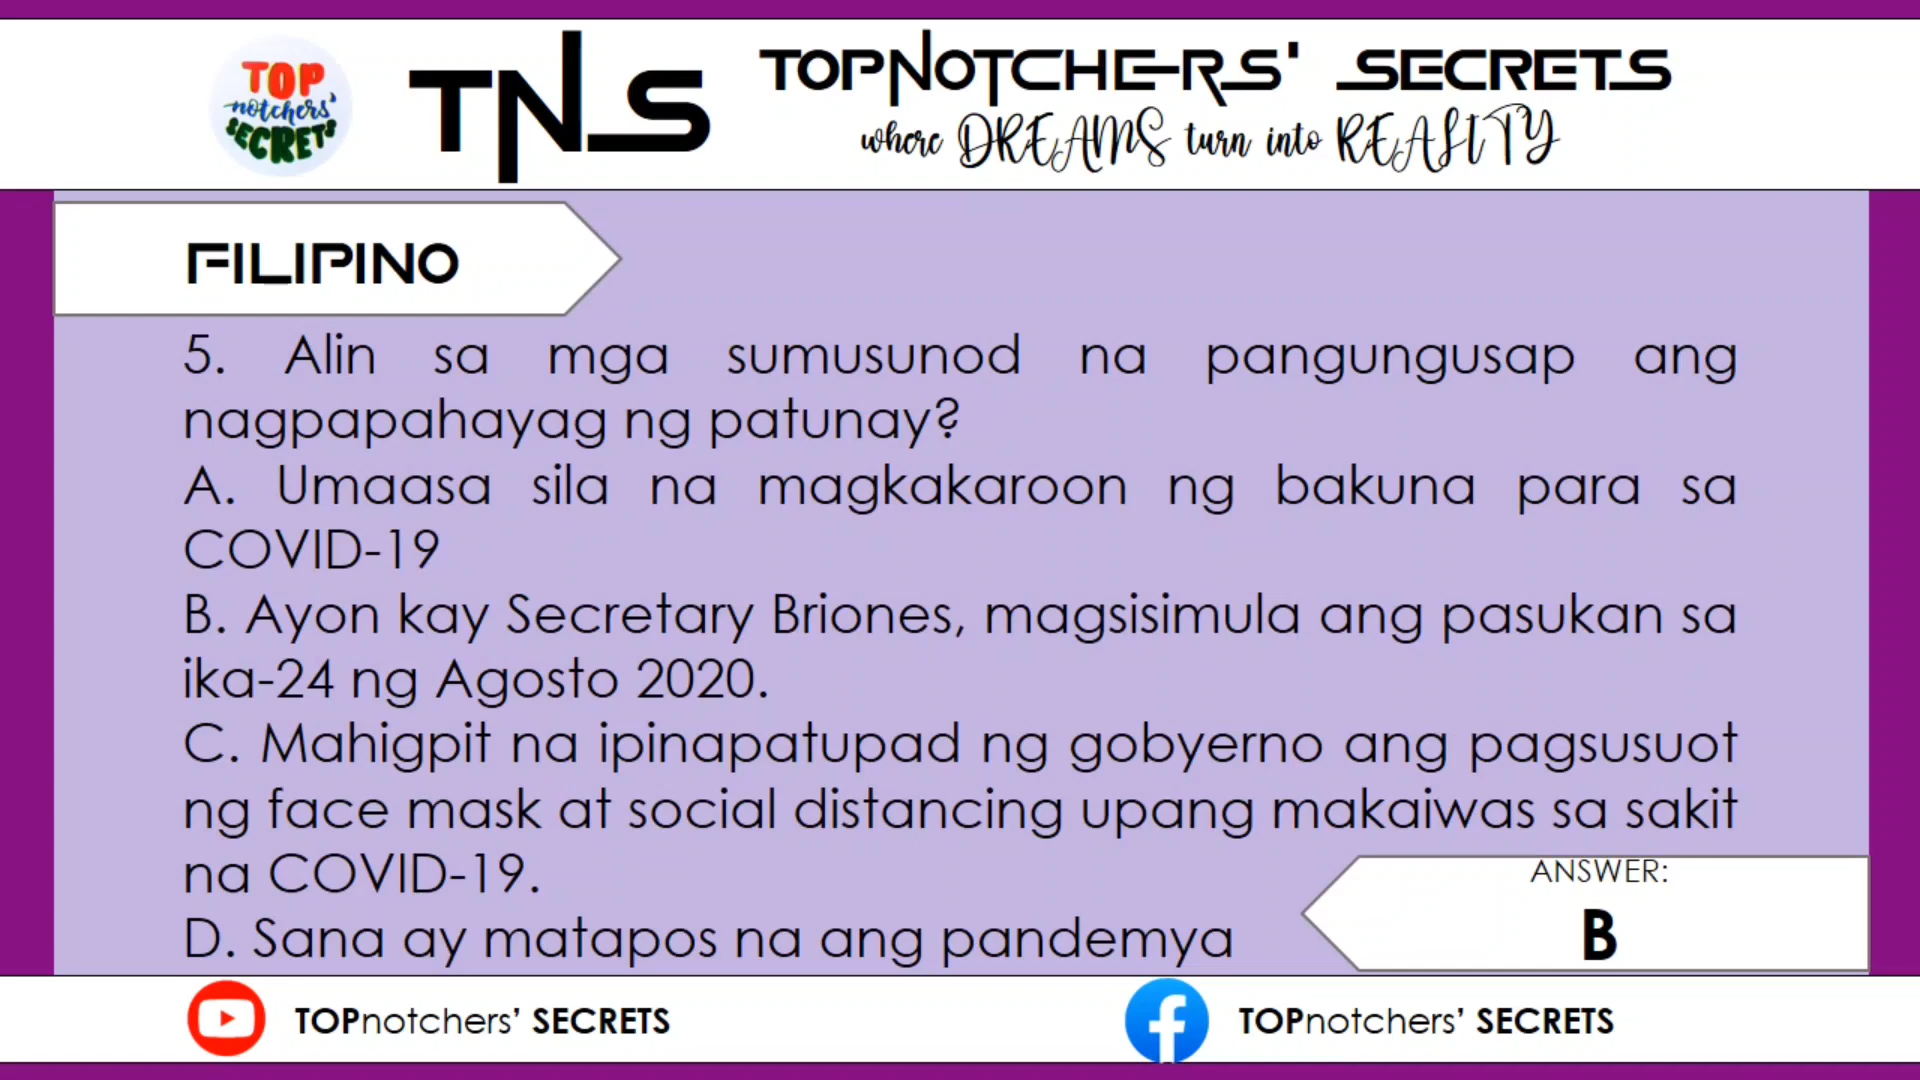 TOP
notchers'
SECRETS
TNS
TOPNOTCHERS' SECRETS
where DREAMS turn into REALITY
FILIPINO
5. Alin sa mga sumusunod na pangungusap ang
nagpapahayag ng patunay?
A. Umaasa sila na magkakaroon ng bakuna para sa
COVID-19
B. Ayon kay Secretary Briones, magsisimula ang pasukan sa
ika-24 ng Agosto 2020.
C. Mahigpit na ipinapatupad ng gobyerno ang pagsusuot
ng face mask at social distancing upang makaiwas sa sakit
na COVID-19.
D. Sana ay matapos na ang pandemya
ANSWER:
B
TOPnotchers’ SECRETS
TOPnotchers’ SECRETS